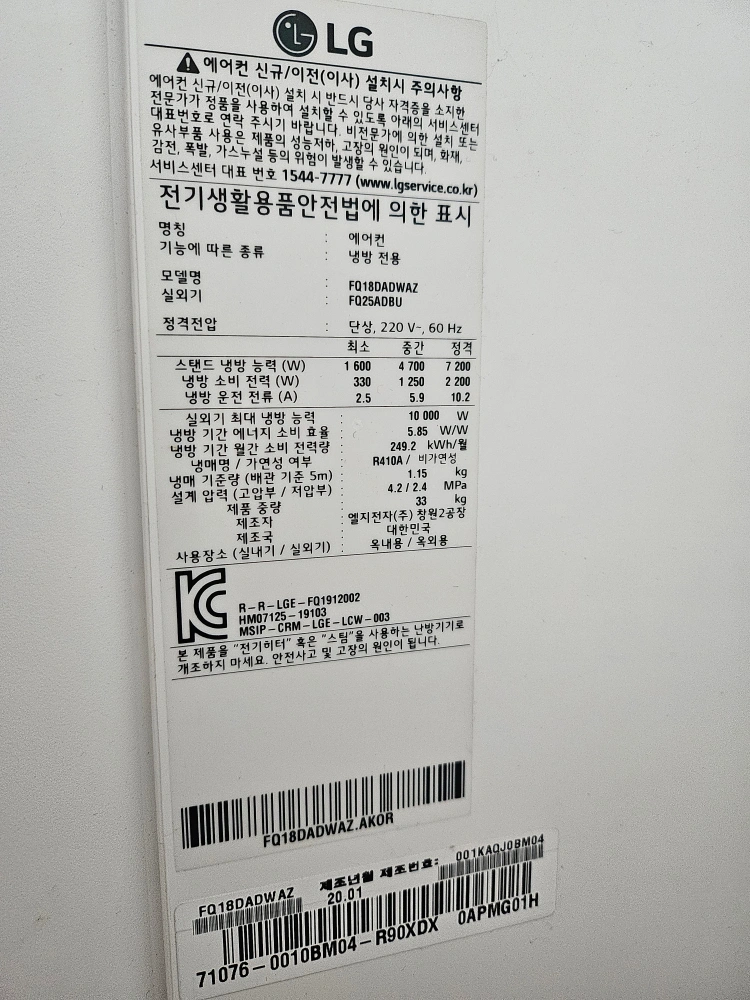 LG
에어컨 신규/이전(이사) 설치시 주의사항
에어컨 신규/이전(이사) 설치 시 반드시 당사 자격증을 소지한
전문가가 정품을 사용하여 설치할 수 있도록 아래의 서비스센터
대표번호로 연락 주시기 바랍니다. 비전문가에 의한 설치 또는
유사부품 사용은 제품의 성능저하, 고장의 원인이 되며, 화재,
감전, 폭발, 가스누설 등의 위험이 발생할 수 있습니다.
서비스센터 대표 번호 1544-7777 (www.lgservice.co.kr)
전기생활용품안전법에 의한 표시
명칭 : 에어컨
기능에 따른 종류 : 냉방 전용
모델명 : FQ18DADWAZ
실외기 : FQ25ADBU
정격전압 : 단상, 220 V~, 60 Hz
최소 중간 정격
스탠드 냉방 능력 (W) 1 600 4 700 7 200
냉방 소비 전력 (W) 330 1 250 2 200
냉방 운전 전류 (A) 2.5 5.9 10.2
실외기 최대 냉방 능력 : 10 000 W
냉방 기간 에너지 소비 효율 : 5.85 W/W
냉방 기간 월간 소비 전력량 : 249.2 kWh/월
냉매명 / 가연성 여부 : R410A / 비가연성
냉매 기준량 (배관 기준 5m) : 1.15 kg
설계 압력 (고압부 / 저압부) : 4.2 / 2.4 MPa
제품 중량 : 33 kg
제조자 : 엘지전자(주) 창원2공장
제조국 : 대한민국
사용장소 (실내기 / 실외기) : 옥내용 / 옥외용
R-R-LGE-FQ1912002
HM07125-19103
MSIP-CRM-LGE-LCW-003
본 제품을 "전기히터" 혹은 "스팀"을 사용하는 난방기기로
개조하지 마세요. 안전사고 및 고장의 원인이 됩니다.
FQ18DADWAZ.AKOR
FQ18DADWAZ 제조년월 제조번호: 001KAQJ0BM04
20.01
71076-0010BM04-R90XDX 0APMG01H